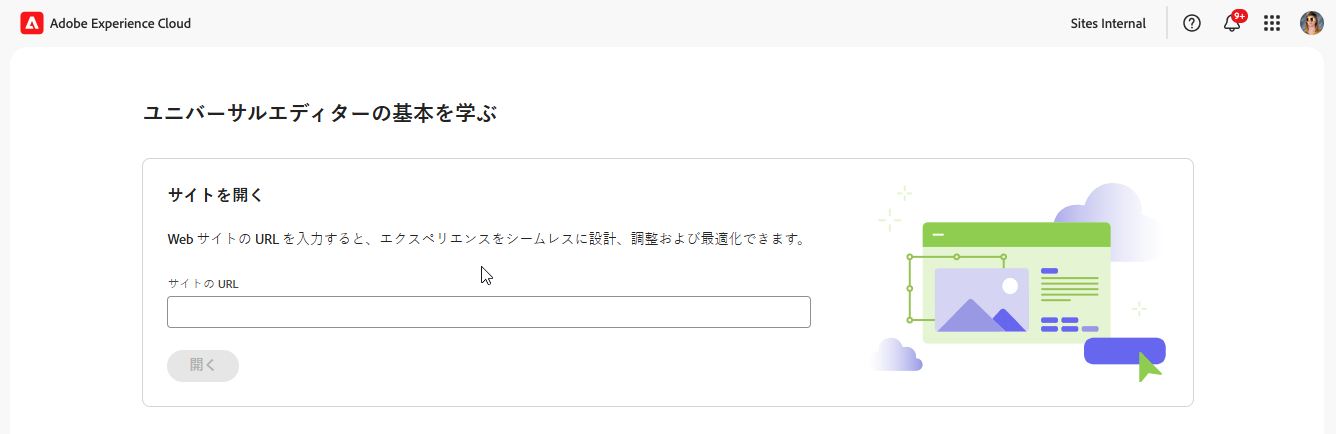 Adobe Experience Cloud
Sites Internal
9+
ユニバーサルエディターの基本を学ぶ
サイトを開く
Web サイトの URL を入力すると、エクスペリエンスをシームレスに設計、調整および最適化できます。
サイトの URL
開く